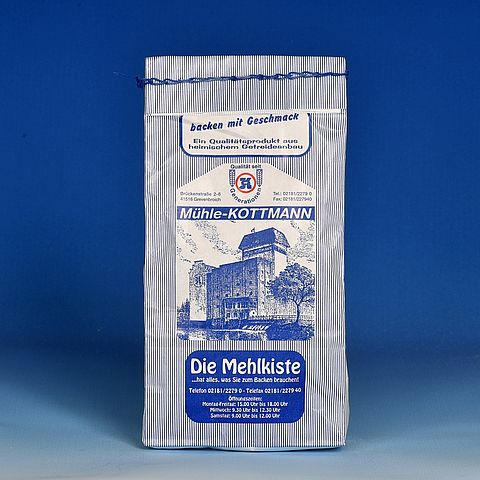 backen mit Geschmack
Ein Qualitätsprodukt aus
heimischem Getreideanbau
Qualität seit
Generationen
Brückenstraße 2-6
41516 Grevenbroich
Tel.: 02181/2279 0
Fax: 02181/227940
Mühle-KOTTMANN
Die Mehlkiste
...hat alles, was Sie zum Backen brauchen!
Telefon 02181/2279 0 - Telefax 02181/2279 40
Öffnungszeiten:
Montag-Freitag: 15.00 Uhr bis 18.00 Uhr
Mittwoch: 9.30 Uhr bis 12.30 Uhr
Samstag: 9.00 Uhr bis 12.00 Uhr